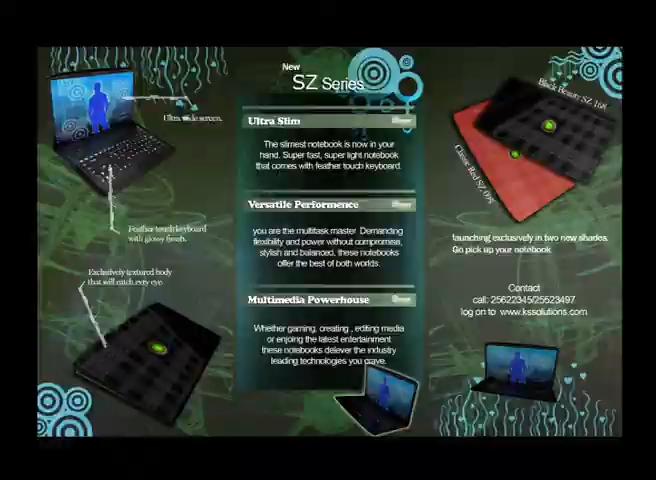 New
SZ Series
Ultra wide screen.
Feather touch keyboard
with glossy finish.
Exclusively textured body
that will catch evry eye.
Ultra Slim
The slimest notebook is now in your
hand. Super fast, super light notebook
that comes with feather touch keyboard.
Versatile Performence
you are the multitask master Demanding
flexibility and power without compromise,
stylish and balanced, these notebooks
offer the best of both worlds.
Multimedia Powerhouse
Whether gaming, creating , editing media
or enjoying the latest entertainment
these notebooks delever the industry
leading technologies you crave.
Black Beauty SZ 168
Classic Red SZ
launching exclusively in two new shades.
Go pick up your notebook
Contact
call: 25622345/25523497
log on to www.kssolutions.com